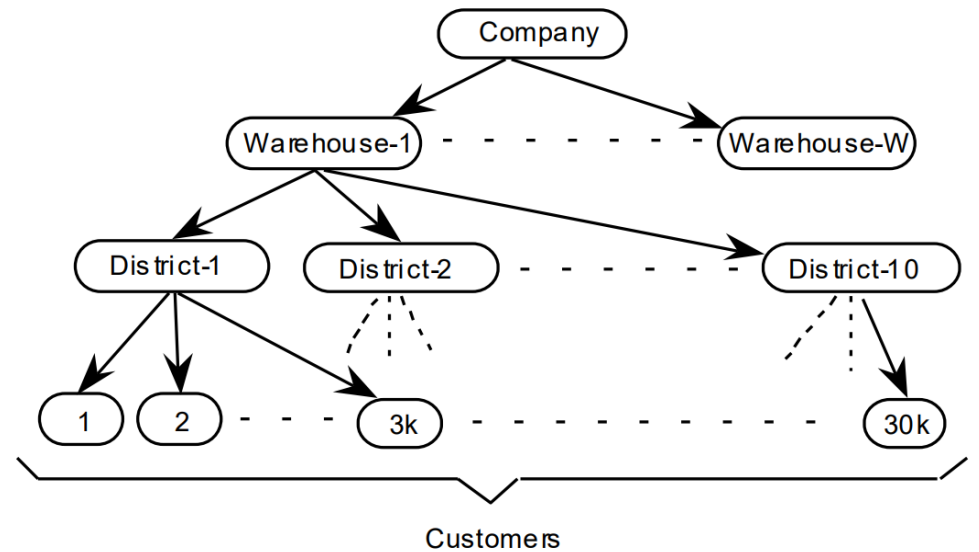 Company
Warehouse-1 Warehouse-W
District-1 District-2 District-10
1 2 3k 30k
Customers